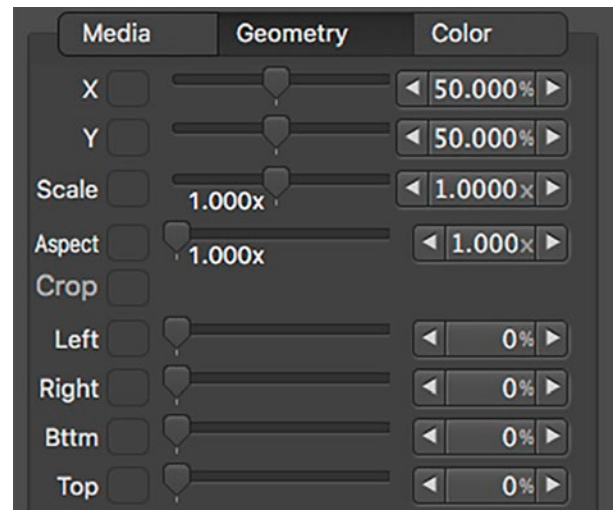 Media Geometry Color
X 50.000%
Y 50.000%
Scale 1.000x 1.0000x
Aspect 1.000x 1.000x
Crop
Left 0%
Right 0%
Bttm 0%
Top 0%